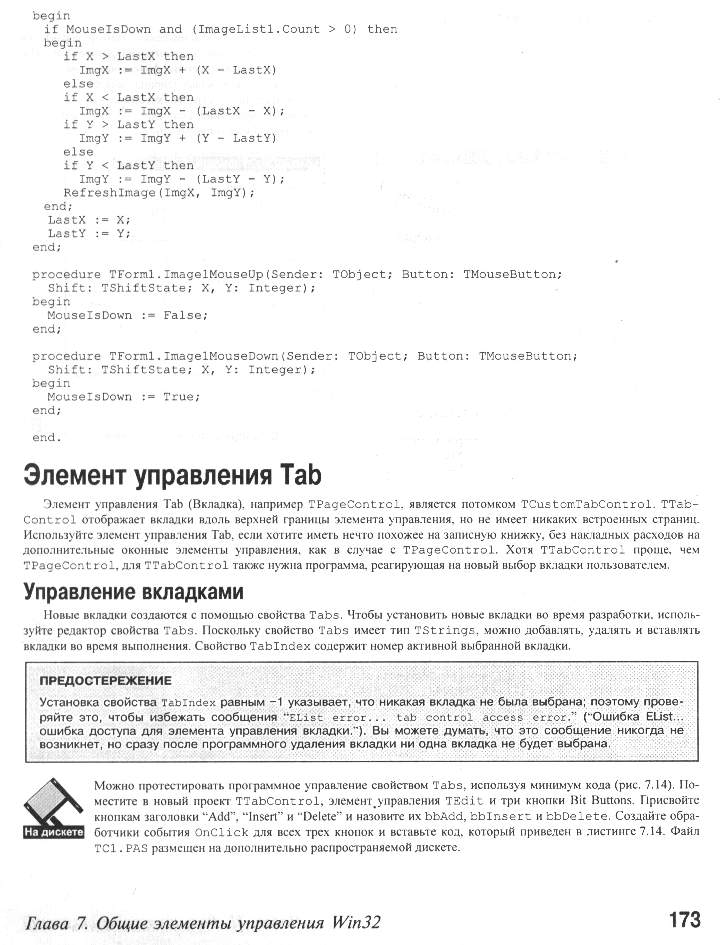 begin
if MouseIsDown and (ImageList1.Count > 0) then
begin
if X > LastX then
ImgX := ImgX + (X - LastX)
else
if X < LastX then
ImgX := ImgX - (LastX - X);
if Y > LastY then
ImgY := ImgY + (Y - LastY)
else
if Y < LastY then
ImgY := ImgY - (LastY - Y);
RefreshImage(ImgX, ImgY);
end;
LastX := X;
LastY := Y;
end;
procedure TForm1.Image1MouseUp(Sender: TObject; Button: TMouseButton;
Shift: TShiftState; X, Y: Integer);
begin
MouseIsDown := False;
end;
procedure TForm1.Image1MouseDown(Sender: TObject; Button: TMouseButton;
Shift: TShiftState; X, Y: Integer);
begin
MouseIsDown := True;
end;
end.
Элемент управления Tab
Элемент управления Tab (Вкладка), например TPageControl, является потомком TCustomTabControl. TTab-
Control отображает вкладки вдоль верхней границы элемента управления, но не имеет никаких встроенных страниц.
Используйте элемент управления Tab, если хотите иметь нечто похожее на записную книжку, без накладных расходов на
дополнительные оконные элементы управления, как в случае с TPageControl. Хотя TTabControl проще, чем
TPageControl, для TTabControl также нужна программа, реагирующая на новый выбор вкладки пользователем.
Управление вкладками
Новые вкладки создаются с помощью свойства Tabs. Чтобы установить новые вкладки во время разработки, исполь-
зуйте редактор свойства Tabs. Поскольку свойство Tabs имеет тип TStrings, можно добавлять, удалять и вставлять
вкладки во время выполнения. Свойство TabIndex содержит номер активной выбранной вкладки.
ПРЕДОСТЕРЕЖЕНИЕ
Установка свойства TabIndex равным −1 указывает, что никакая вкладка не была выбрана; поэтому прове-
ряйте это, чтобы избежать сообщения “EList error... tab control access error.” (“Ошибка EList...
ошибка доступа для элемента управления вкладки.”). Вы можете думать, что это сообщение никогда не
возникнет, но сразу после программного удаления вкладки ни одна вкладка не будет выбрана.
Можно протестировать программное управление свойством Tabs, используя минимум кода (рис. 7.14). По-
местите в новый проект TTabControl, элемент управления TEdit и три кнопки Bit Buttons. Присвойте
кнопкам заголовки “Add”, “Insert” и “Delete” и назовите их bbAdd, bbInsert и bbDelete. Создайте обра-
ботчики события OnClick для всех трех кнопок и вставьте код, который приведен в листинге 7.14. Файл
TC1.PAS размещен на дополнительно распространяемой дискете.
На дискете
Глава 7. Общие элементы управления Win32
173